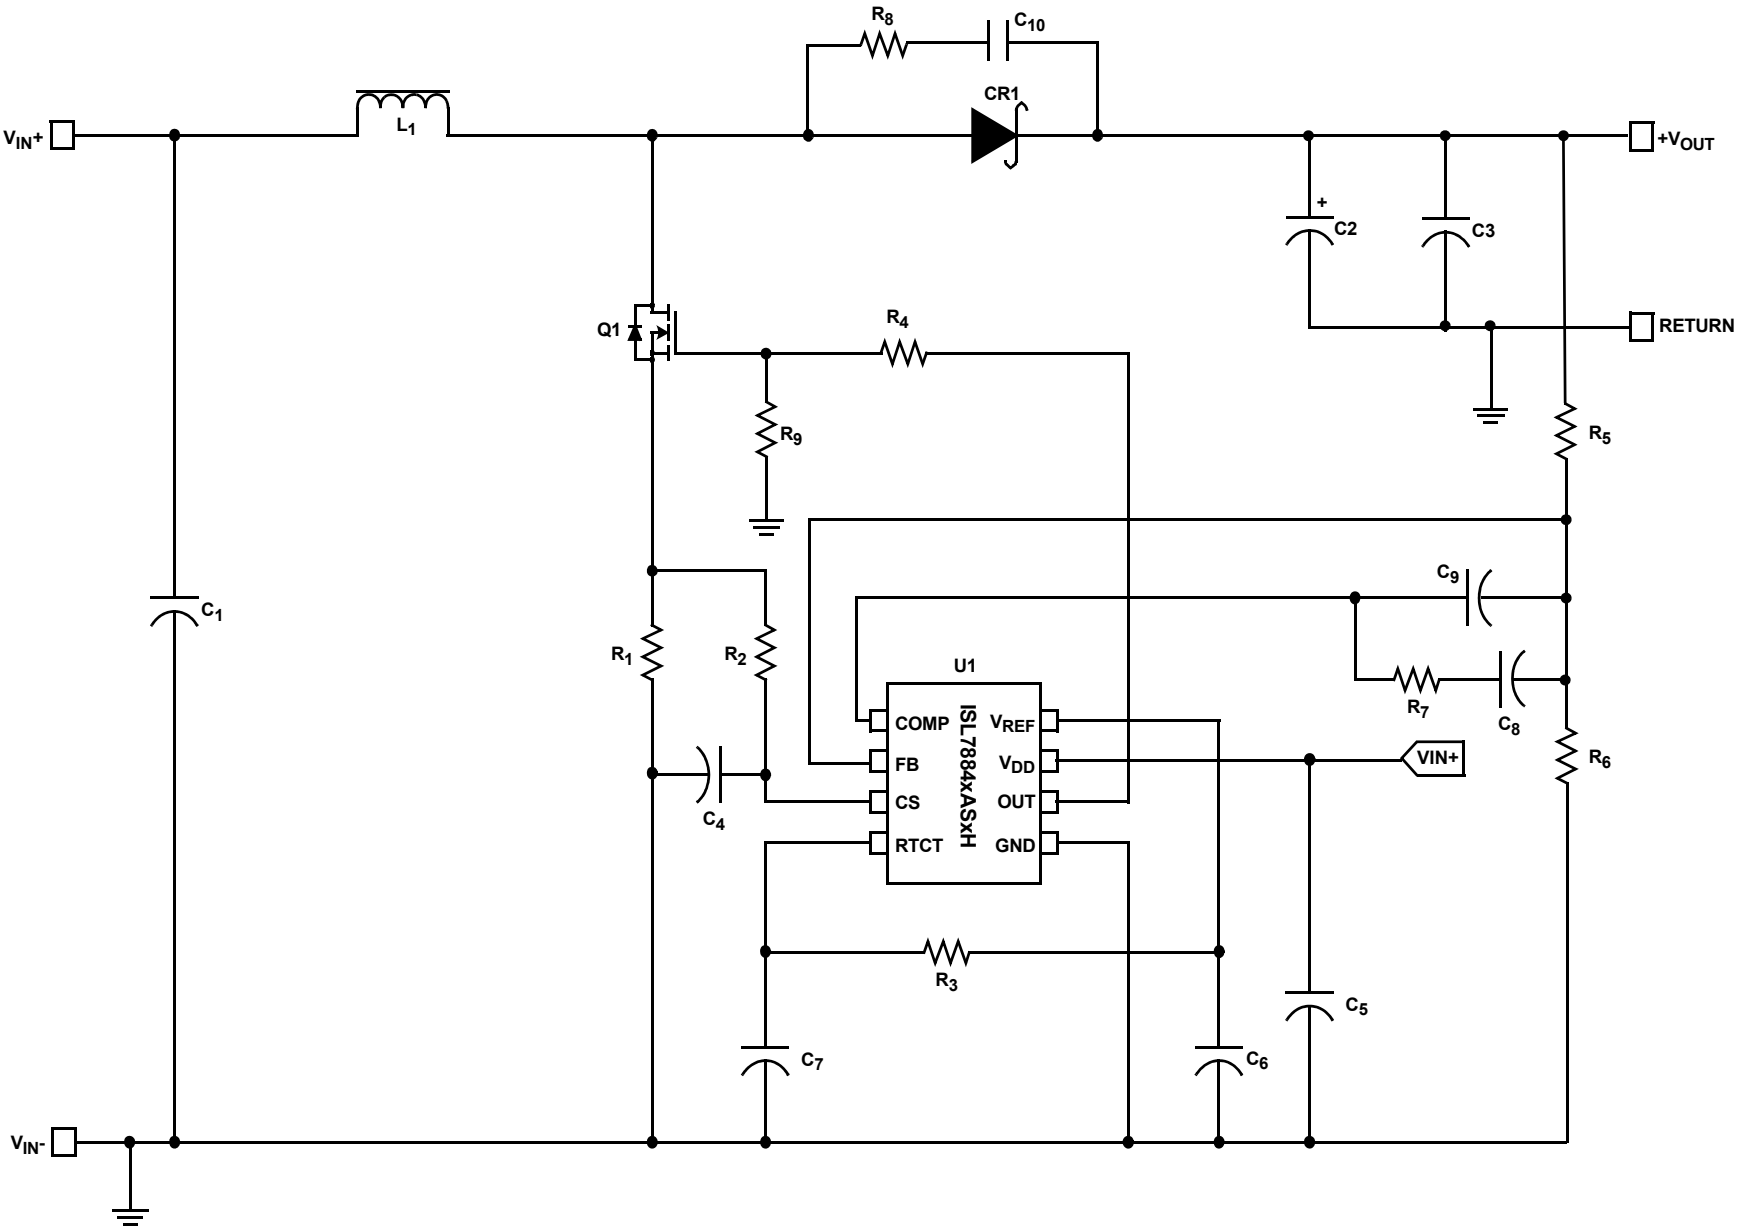 R8
C10
CR1
L1
VIN+
+VOUT
+
C2
C3
Q1
R4
RETURN
R9
R5
C9
C1
R1
R2
U1
R7
C8
COMP
VREF
ISL7884xASxH
FB
VDD
VIN+
R6
CS
OUT
C4
RTCT
GND
R3
C5
C7
C6
VIN-